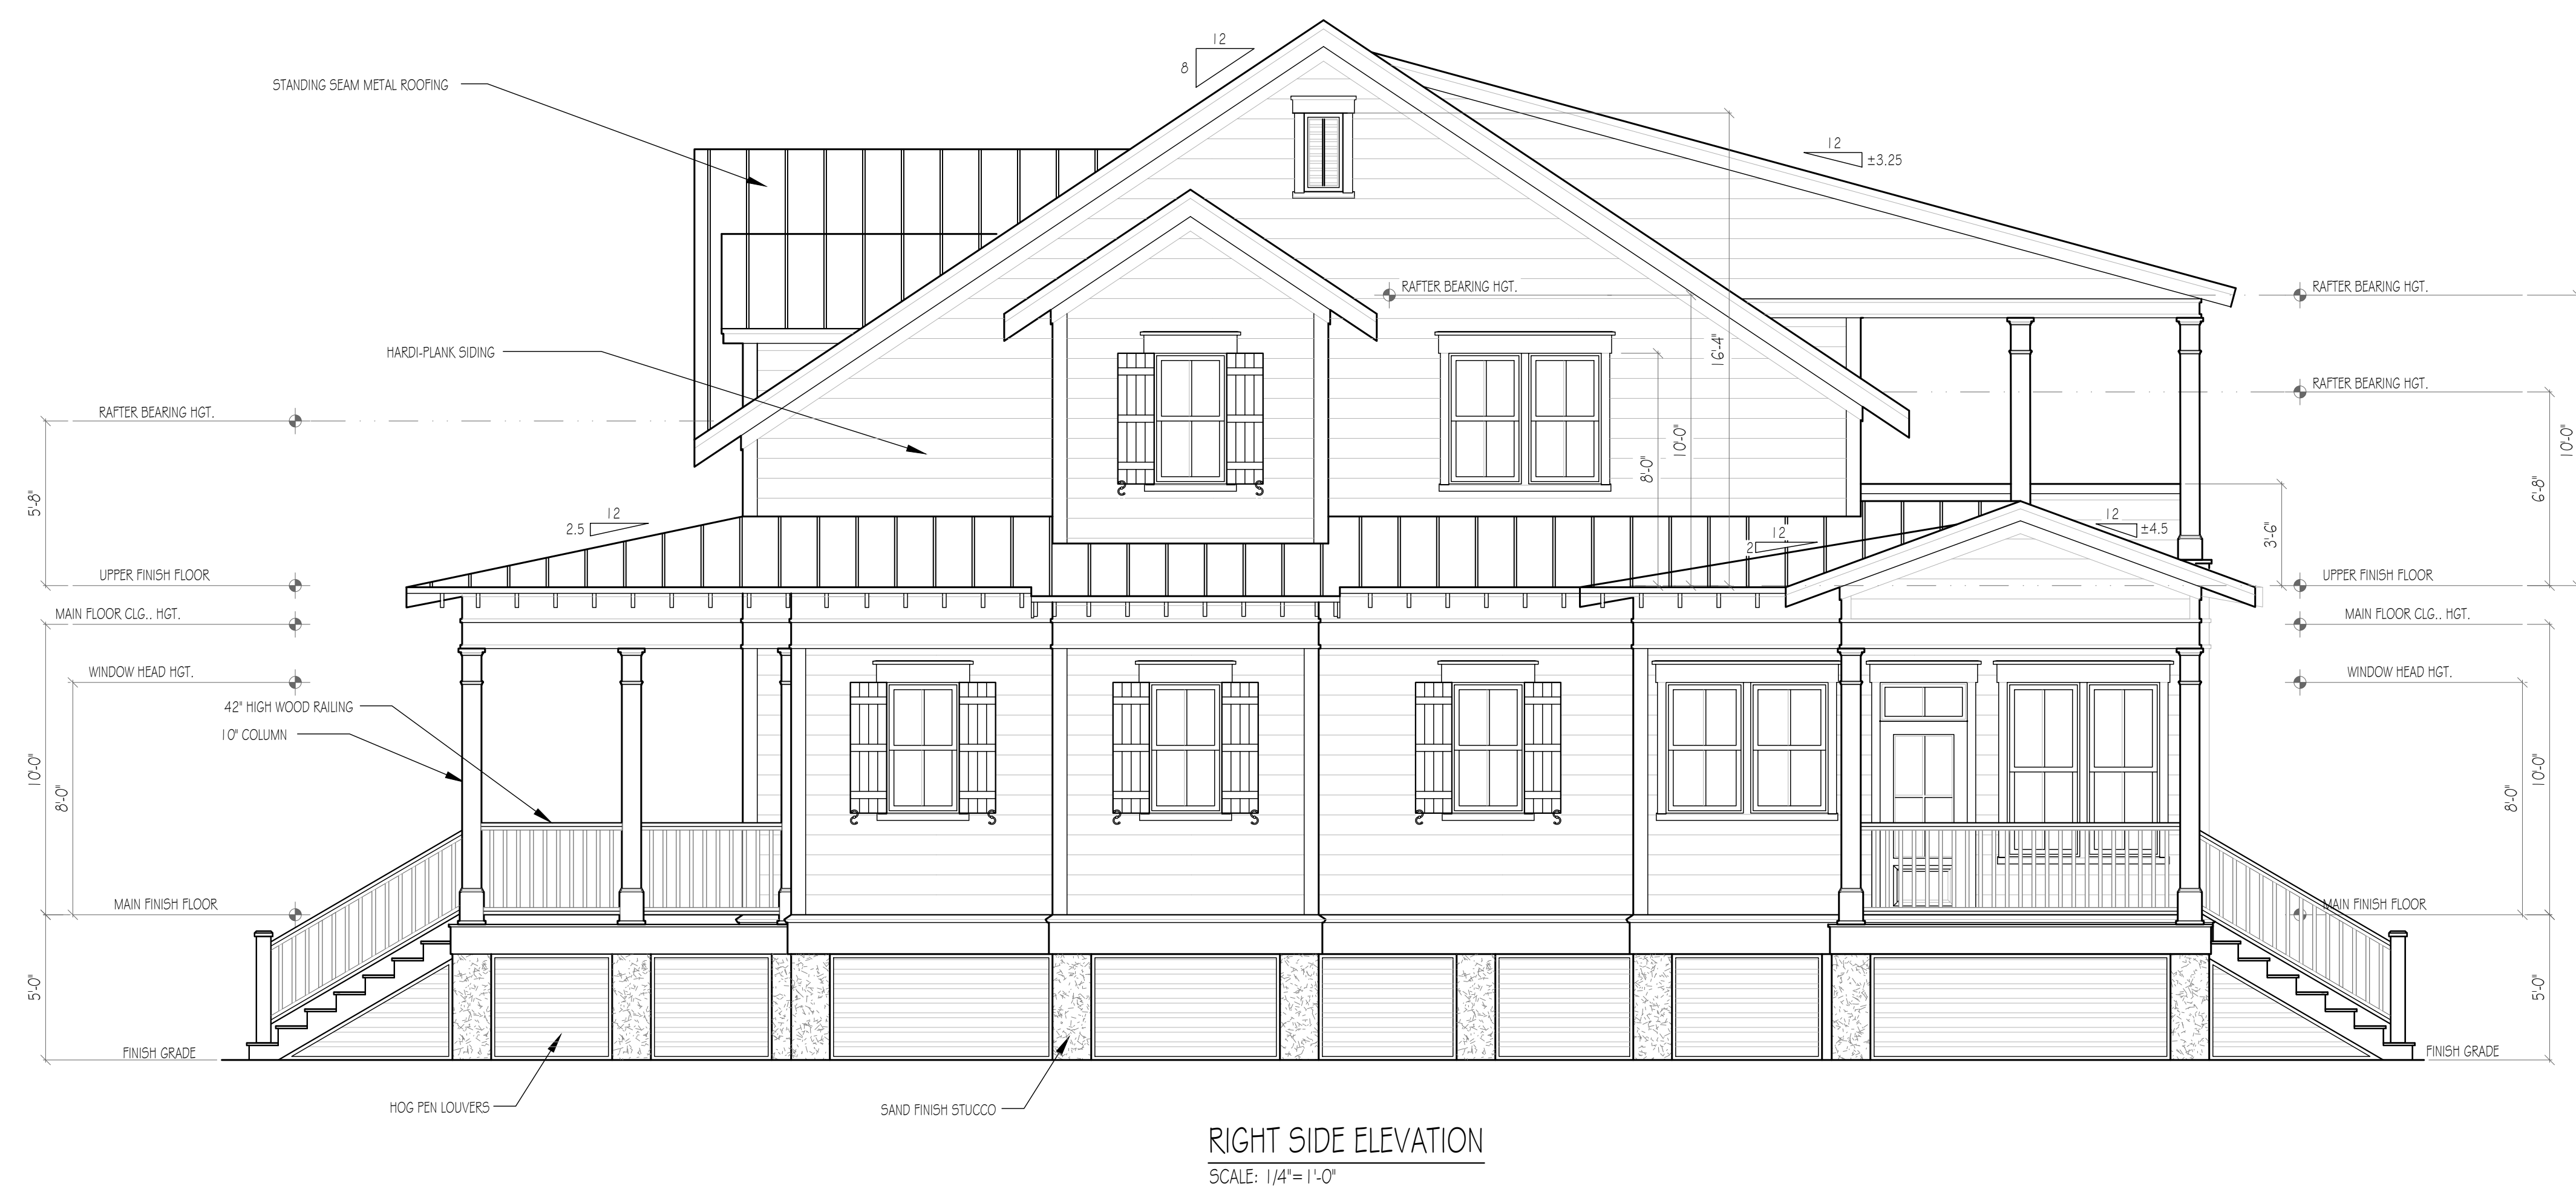 12
8
STANDING SEAM METAL ROOFING
12
±3.25
RAFTER BEARING HGT.
RAFTER BEARING HGT.
HARDI-PLANK SIDING
16'-4"
RAFTER BEARING HGT.
RAFTER BEARING HGT.
10'-0"
10'-0"
8'-0"
5'-8"
6'-8"
12
2.5
12
2
12
±4.5
3'-6"
UPPER FINISH FLOOR
UPPER FINISH FLOOR
MAIN FLOOR CLG.. HGT.
MAIN FLOOR CLG.. HGT.
WINDOW HEAD HGT.
WINDOW HEAD HGT.
42" HIGH WOOD RAILING
10" COLUMN
10'-0"
8'-0"
8'-0"
10'-0"
MAIN FINISH FLOOR
MAIN FINISH FLOOR
5'-0"
5'-0"
FINISH GRADE
FINISH GRADE
HOG PEN LOUVERS
SAND FINISH STUCCO
RIGHT SIDE ELEVATION
SCALE: 1/4"=1'-0"